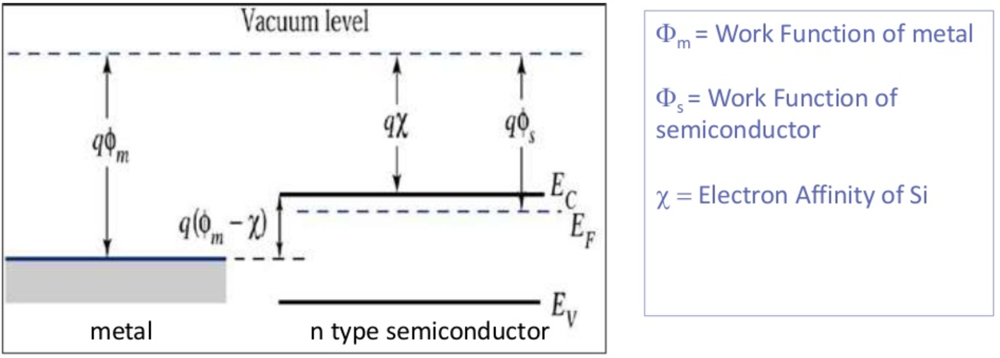 Vacuum level
qϕm
qχ
qϕs
EC
q(ϕm − χ)
EF
EV
metal
n type semiconductor
Φm = Work Function of metal
Φs = Work Function of
semiconductor
χ = Electron Affinity of Si